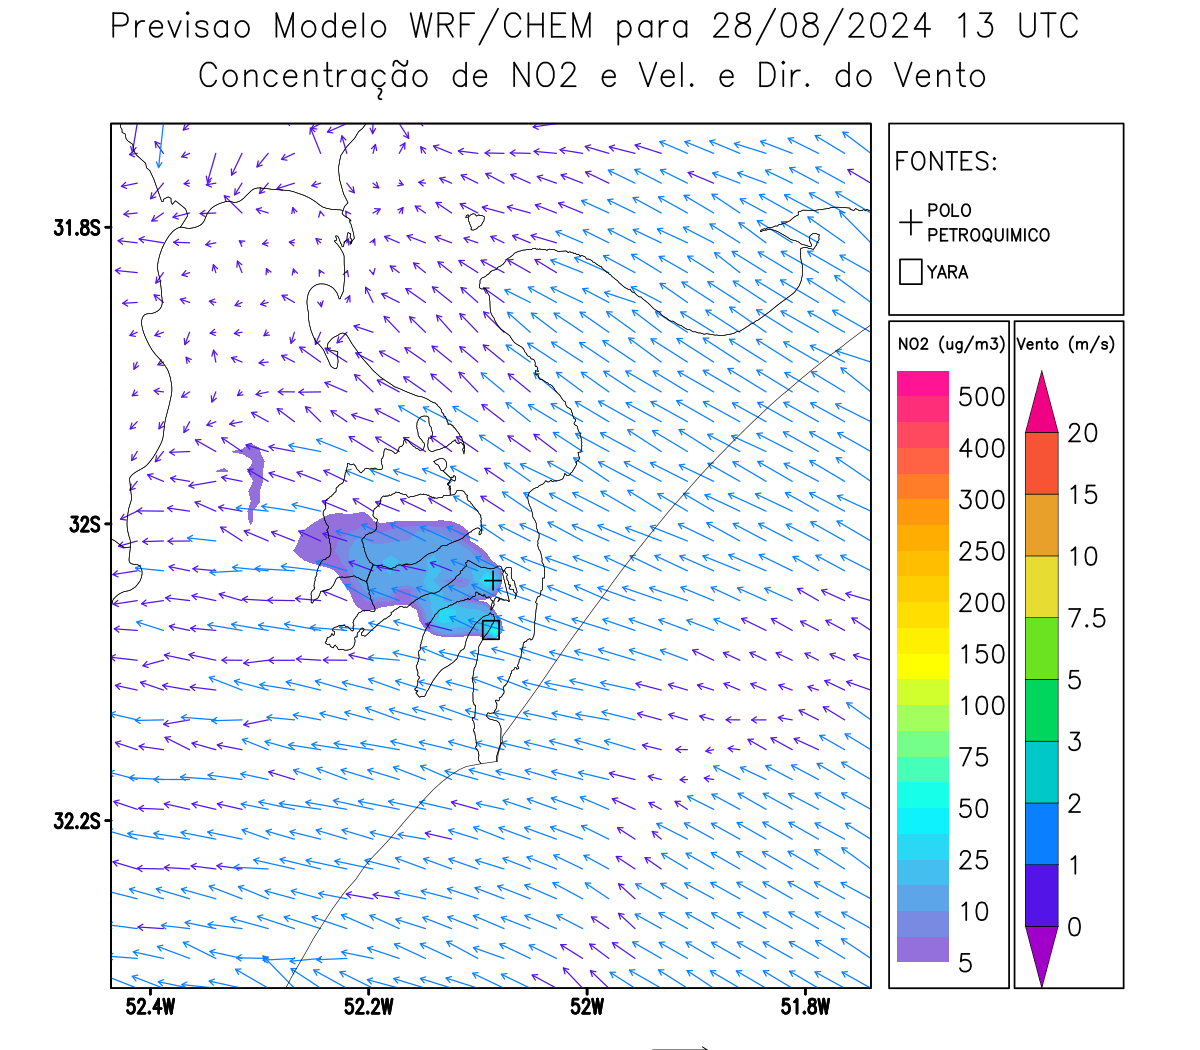 Previsao Modelo WRF/CHEM para 28/08/2024 13 UTC
Concentração de NO2 e Vel. e Dir. do Vento
FONTES:
POLO
PETROQUIMICO
YARA
NO2 (ug/m3)
500
400
300
250
200
150
100
75
50
25
10
5
Vento (m/s)
20
15
10
7.5
5
3
2
1
0
31.8S
32S
32.2S
52.4W
52.2W
52W
51.8W